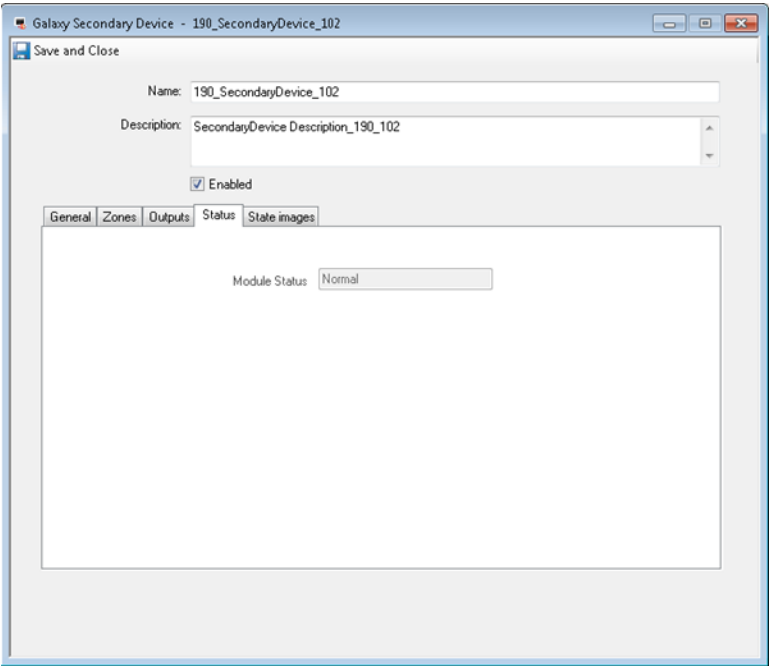 Galaxy Secondary Device - 190_SecondaryDevice_102
Save and Close
Name: 190_SecondaryDevice_102
Description: SecondaryDevice Description_190_102
Enabled
General Zones Outputs Status State images
Module Status Normal